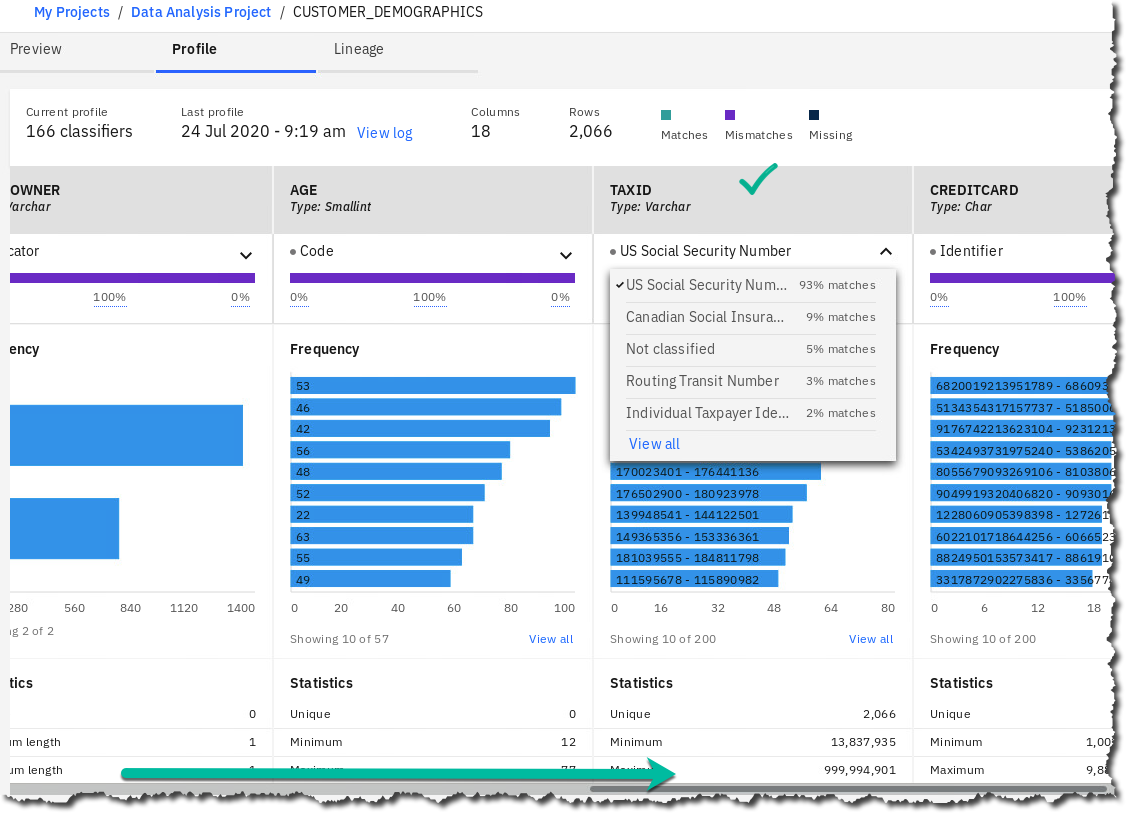 My Projects / Data Analysis Project / CUSTOMER_DEMOGRAPHICS
Preview Profile Lineage
Current profile Last profile Columns Rows
166 classifiers 24 Jul 2020 - 9:19 am View log 18 2,066
Matches Mismatches Missing
OWNER AGE TAXID CREDITCARD
Varchar Type: Smallint Type: Varchar Type: Char
cator Code US Social Security Number Identifier
100% 0% 0% 100% 0% 0% 100%
US Social Security Num... 93% matches
Canadian Social Insura... 9% matches
Not classified 5% matches
Routing Transit Number 3% matches
Individual Taxpayer Ide... 2% matches
View all
ency
Frequency
53
46
42
56
48
52
22
63
55
49
170023401 - 176441136
176502900 - 180923978
139948541 - 144122501
149365356 - 153336361
181039555 - 184811798
111595678 - 115890982
Frequency
6820019213951789 - 686093
5134354317157737 - 518500
9176742213623104 - 9231213
5342493731975240 - 5386205
8055679093269106 - 8103806
9049919320406820 - 909301
1228060905398398 - 127261
6022101718644256 - 6066523
8824950153573417 - 8861910
3317872902275836 - 335677
280 560 840 1120 1400
0 20 40 60 80 100
0 16 32 48 64 80
0 6 12 18
ng 2 of 2
Showing 10 of 57 View all
Showing 10 of 200 View all
Showing 10 of 200
tics Statistics Statistics Statistics
0 Unique 0 Unique 2,066 Unique
um length 1 Minimum 12 Minimum 13,837,935 Minimum 1,00
um length 1 Maximum 77 Maximum 999,994,901 Maximum 9,88